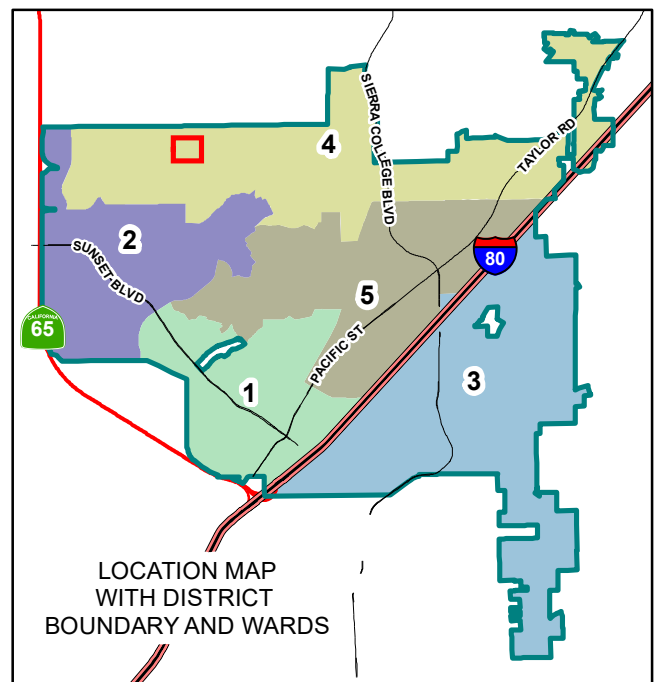 SIERRA COLLEGE BLVD
TAYLOR RD
4
2
SUNSET BLVD
80
5
CALIFORNIA
65
PACIFIC ST
3
1
LOCATION MAP
WITH DISTRICT
BOUNDARY AND WARDS